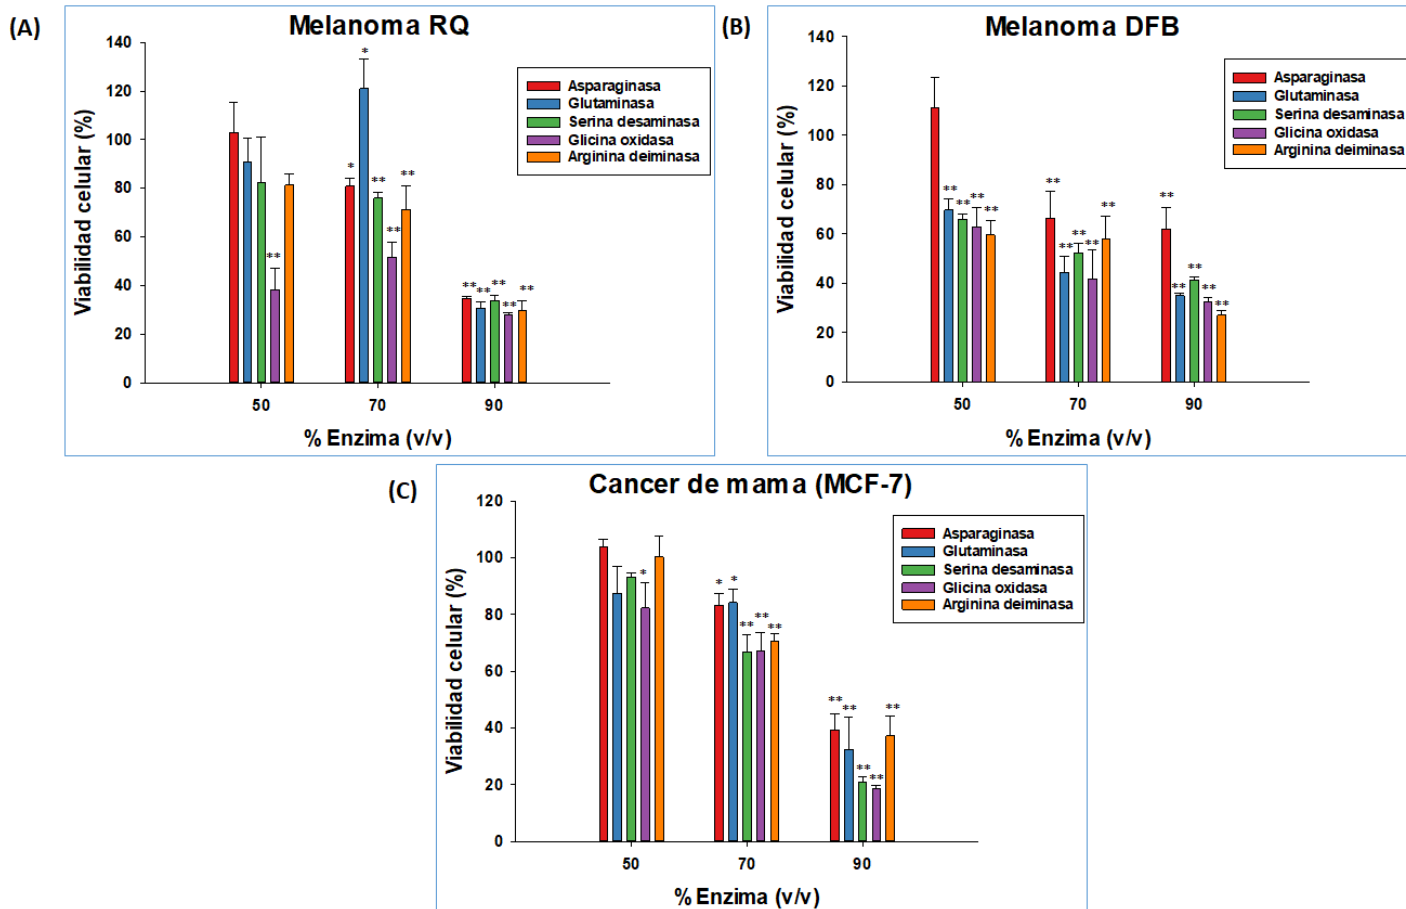 (A)
Melanoma RQ
140
120
100
80
60
40
20
0
Viabilidad celular (%)
* 
* ** **
**
**
** ** ** ** **
Asparaginasa
Glutaminasa
Serina desaminasa
Glicina oxidasa
Arginina deiminasa
50 70 90
% Enzima (v/v)
(B)
Melanoma DFB
140
120
100
80
60
40
20
0
Viabilidad celular (%)
** ** ** **
** ** ** ** **
** ** ** ** **
Asparaginasa
Glutaminasa
Serina desaminasa
Glicina oxidasa
Arginina deiminasa
50 70 90
% Enzima (v/v)
(C)
Cancer de mama (MCF-7)
120
100
80
60
40
20
0
Viabilidad celular (%)
*
* * ** ** **
** ** ** ** **
Asparaginasa
Glutaminasa
Serina desaminasa
Glicina oxidasa
Arginina deiminasa
50 70 90
% Enzima (v/v)